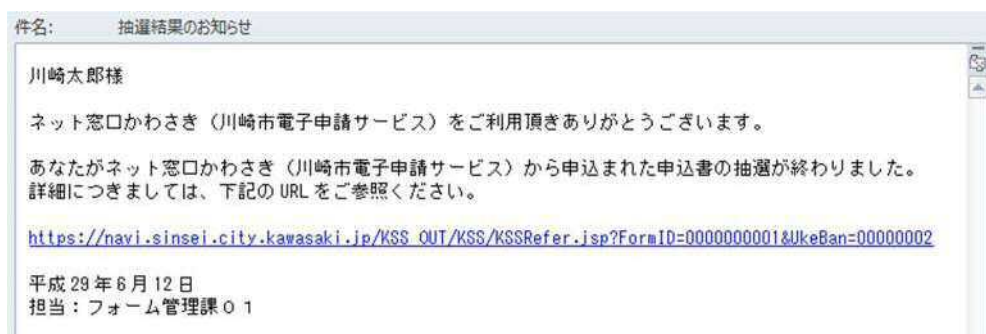 件名: 抽選結果のお知らせ
川崎太郎様
ネット窓口かわさき（川崎市電子申請サービス）をご利用頂きありがとうございます。
あなたがネット窓口かわさき（川崎市電子申請サービス）から申込まれた申込書の抽選が終わりました。
詳細につきましては、下記の URL をご参照ください。
https://navi.sinsei.city.kawasaki.jp/KSS_OUT/KSS/KSSRefer.jsp?FormID=0000000001&UkeBan=00000002
平成 29 年 6 月 12 日
担当：フォーム管理課０１